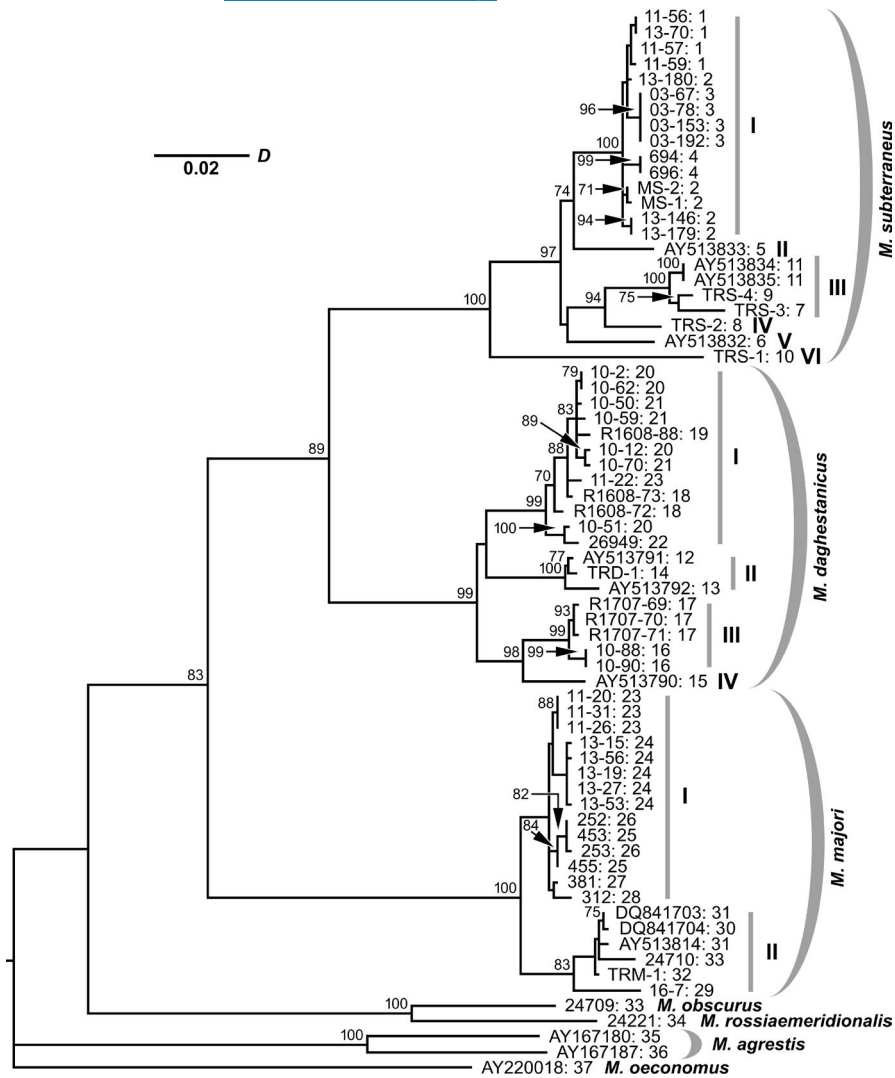 11-56: 1
13-70: 1
11-57: 1
11-59: 1
13-180: 2
03-67: 3
96
03-78: 3
I
03-153: 3
03-192: 3
100
694: 4
99
696: 4
71
MS-2: 2
MS-1: 2
74
94
13-146: 2
13-179: 2
M. subterraneus
D
0.02
97
AY513833: 5 II
100
AY513834: 11
100
AY513835: 11
III
75
TRS-4: 9
94
TRS-3: 7
100
TRS-2: 8 IV
AY513832: 6 V
TRS-1: 10 VI
79
10-2: 20
10-62: 20
10-50: 21
83
10-59: 21
89
R1608-88: 19
88
10-12: 20
I
10-70: 21
70
11-22: 23
R1608-73: 18
99
R1608-72: 18
100
10-51: 20
26949: 22
M. daghestanicus
89
77
AY513791: 12
100
TRD-1: 14
II
AY513792: 13
99
93
R1707-69: 17
R1707-70: 17
99
R1707-71: 17
III
98
99
10-88: 16
10-90: 16
AY513790: 15 IV
83
88
11-20: 23
11-31: 23
11-26: 23
13-15: 24
13-56: 24
13-19: 24
13-27: 24
I
13-53: 24
82
252: 26
84
453: 25
253: 26
455: 25
381: 27
100
312: 28
M. majori
75
DQ841703: 31
DQ841704: 30
AY513814: 31
II
83
24710: 33
TRM-1: 32
16-7: 29
100
24709: 33 M. obscurus
24221: 34 M. rossiaemeridionalis
100
AY167180: 35
M. agrestis
AY167187: 36
AY220018: 37 M. oeconomus